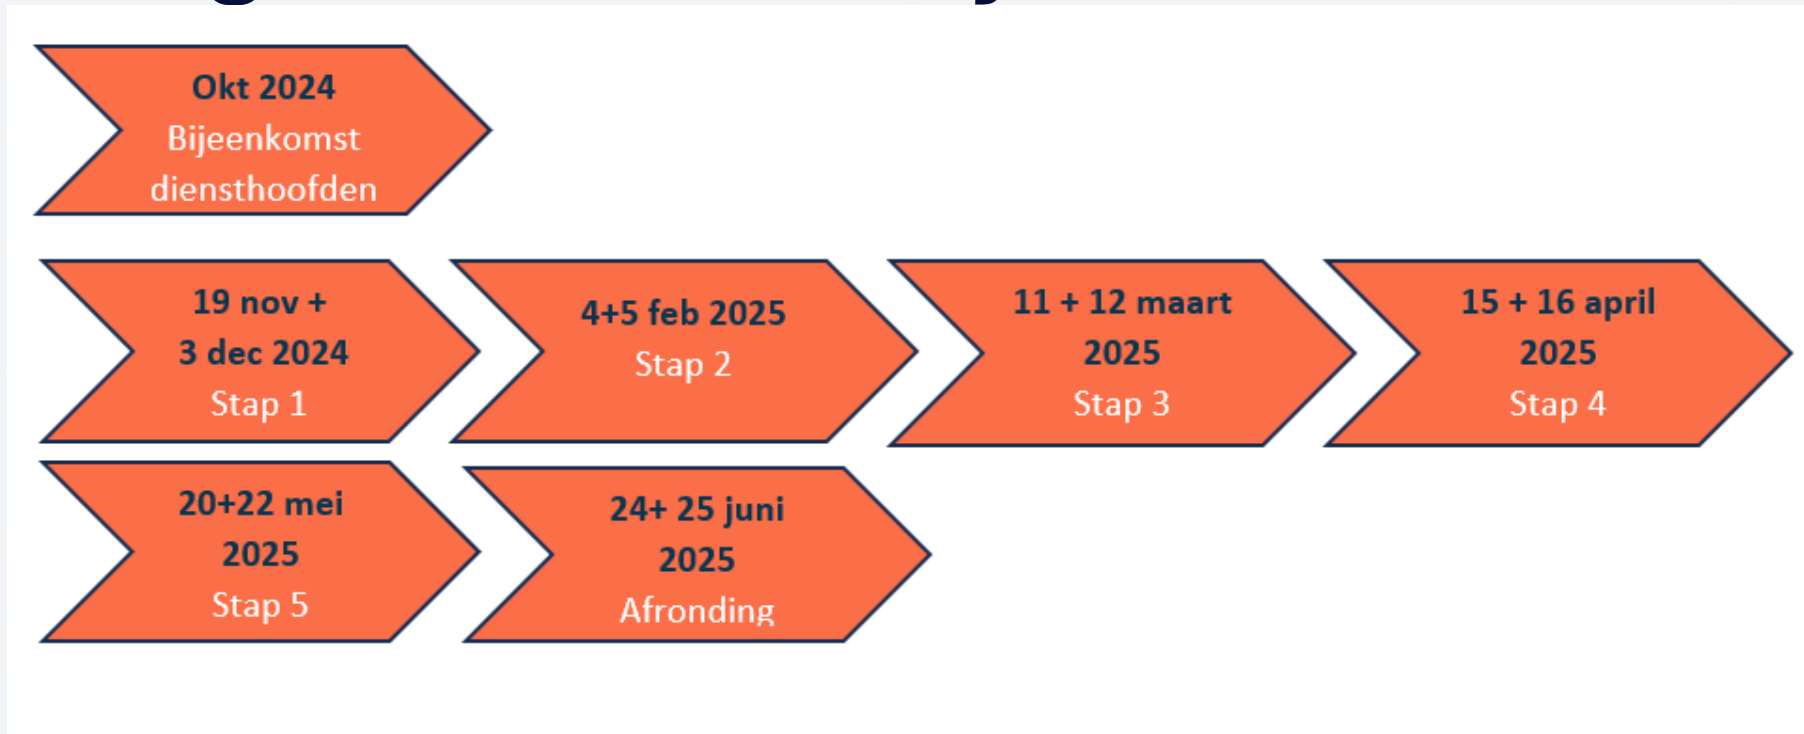 Okt 2024
Bijeenkomst
diensthoofden
19 nov +
3 dec 2024
Stap 1
4+5 feb 2025
Stap 2
11 + 12 maart
2025
Stap 3
15 + 16 april
2025
Stap 4
20+22 mei
2025
Stap 5
24+ 25 juni
2025
Afronding